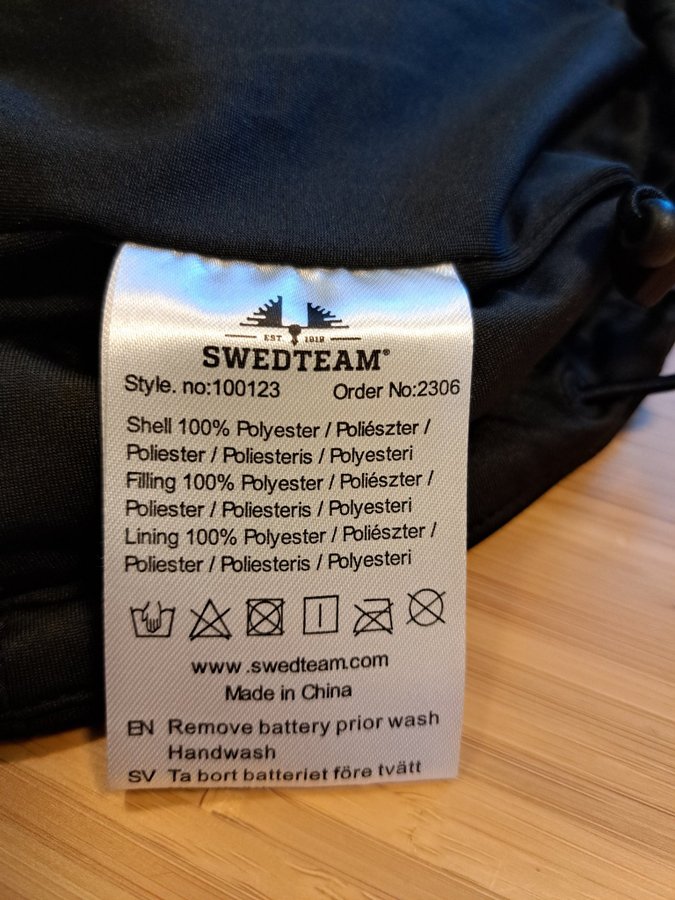 EST 1919
SWEDTEAM®
Style. no:100123 Order No:2306
Shell 100% Polyester / Poliészter /
Poliester / Poliesteris / Polyesteri
Filling 100% Polyester / Poliészter /
Poliester / Poliesteris / Polyesteri
Lining 100% Polyester / Poliészter /
Poliester / Poliesteris / Polyesteri
www.swedteam.com
Made in China
EN Remove battery prior wash
Handwash
SV Ta bort batteriet före tvätt